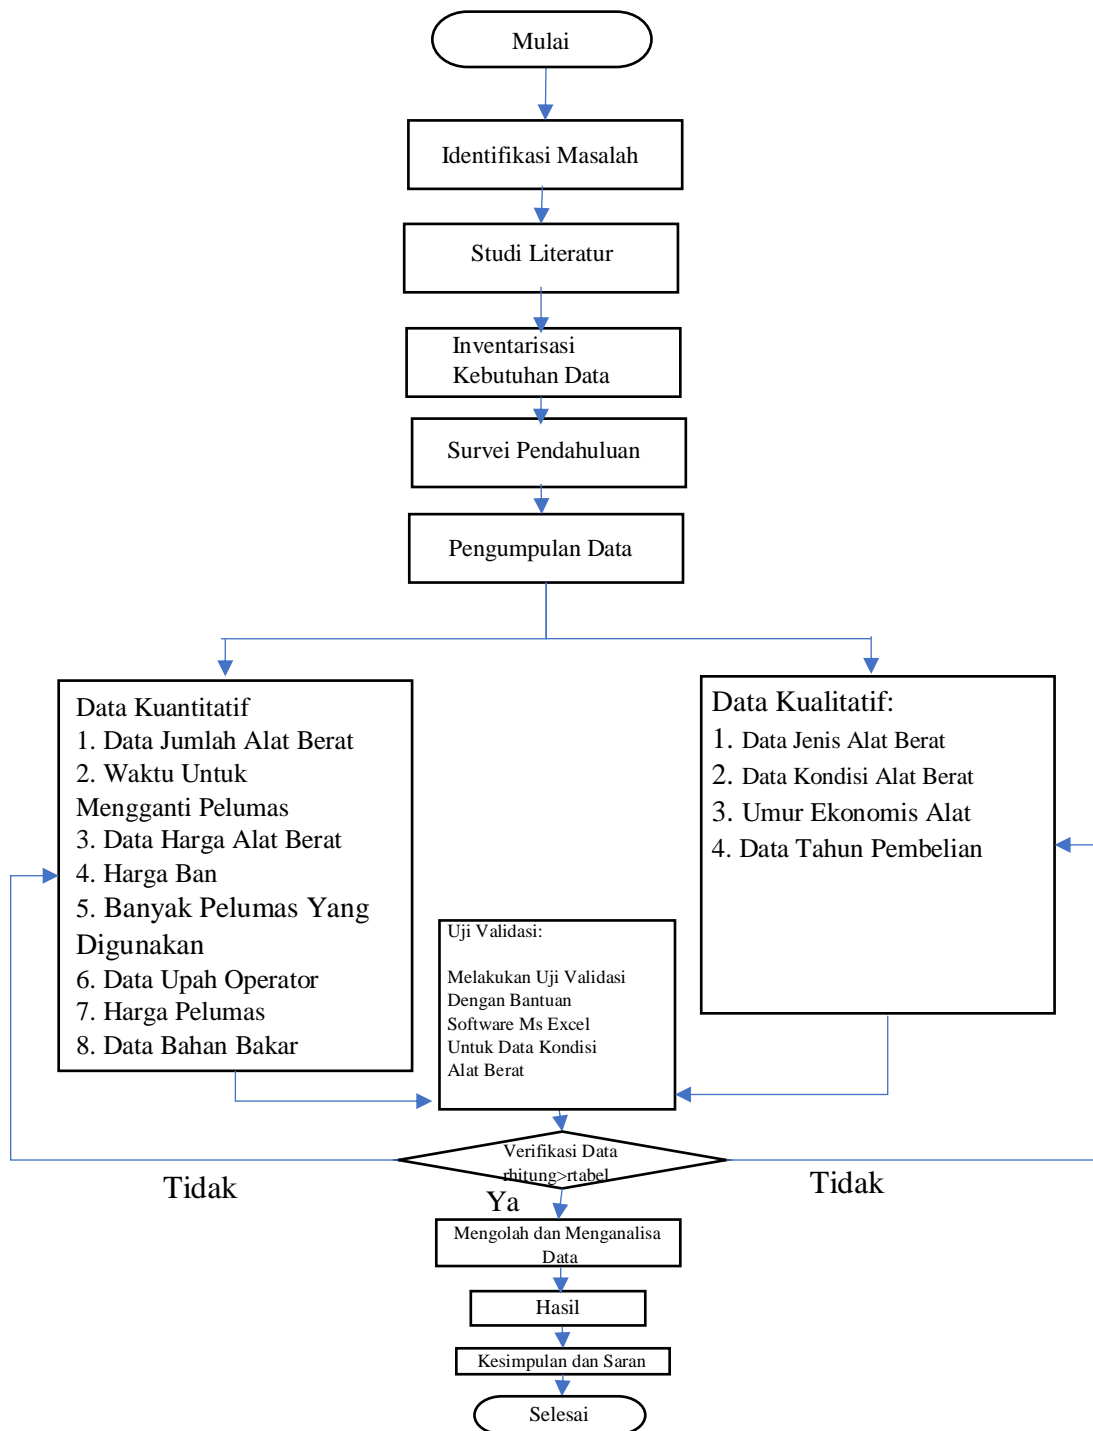 Mulai
Identifikasi Masalah
Studi Literatur
Inventarisasi
Kebutuhan Data
Survei Pendahuluan
Pengumpulan Data
Data Kuantitatif
1. Data Jumlah Alat Berat
2. Waktu Untuk
Mengganti Pelumas
3. Data Harga Alat Berat
4. Harga Ban
5. Banyak Pelumas Yang
Digunakan
6. Data Upah Operator
7. Harga Pelumas
8. Data Bahan Bakar
Data Kualitatif:
1. Data Jenis Alat Berat
2. Data Kondisi Alat Berat
3. Umur Ekonomis Alat
4. Data Tahun Pembelian
Uji Validasi:
Melakukan Uji Validasi
Dengan Bantuan
Software Ms Excel
Untuk Data Kondisi
Alat Berat
Verifikasi Data
rhitung>rtabel
Tidak
Tidak
Ya
Mengolah dan Menganalisa
Data
Hasil
Kesimpulan dan Saran
Selesai